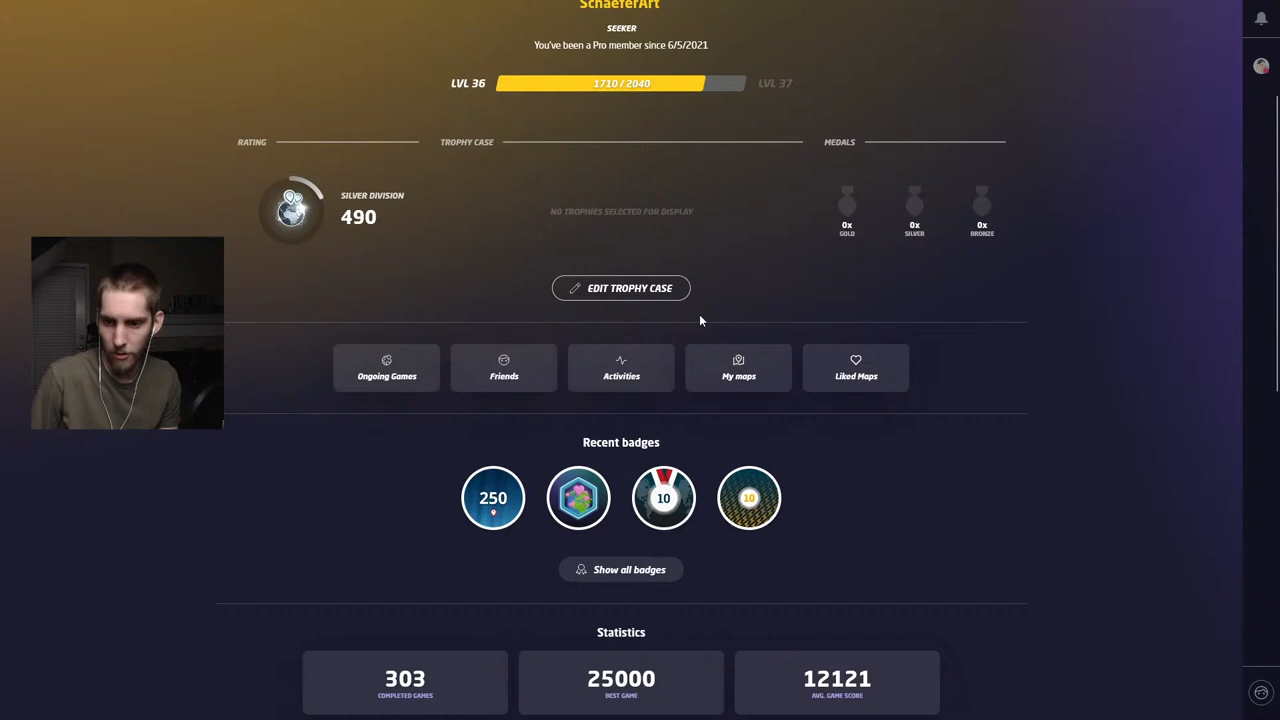 SchaeferArt
SEEKER
You've been a Pro member since 6/5/2021
LVL 36 1710 / 2040 LVL 37
RATING TROPHY CASE MEDALS
SILVER DIVISION
490
NO TROPHIES SELECTED FOR DISPLAY
0x 0x 0x
GOLD SILVER BRONZE
EDIT TROPHY CASE
Ongoing Games Friends Activities My maps Liked Maps
Recent badges
250 10 10
Show all badges
Statistics
303 25000 12121
COMPLETED GAMES BEST GAME AVG. GAME SCORE